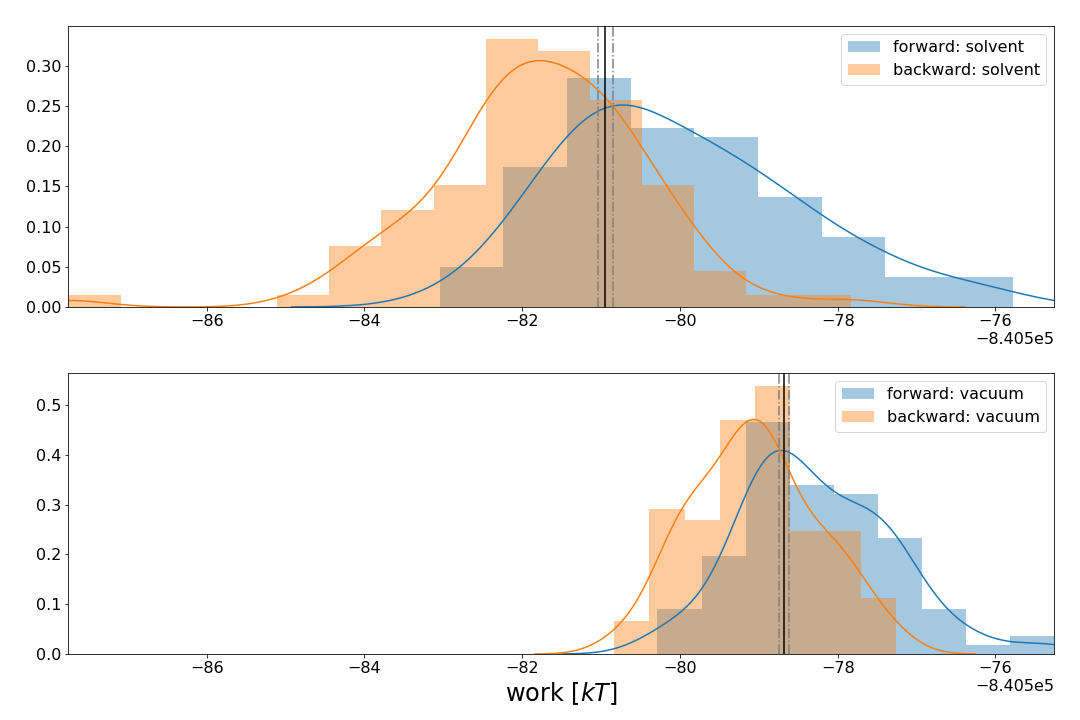 forward: solvent
backward: solvent
0.30
0.25
0.20
0.15
0.10
0.05
0.00
−86 −84 −82 −80 −78 −76
−8.405e5
forward: vacuum
backward: vacuum
0.5
0.4
0.3
0.2
0.1
0.0
−86 −84 −82 −80 −78 −76
−8.405e5
work [kT]